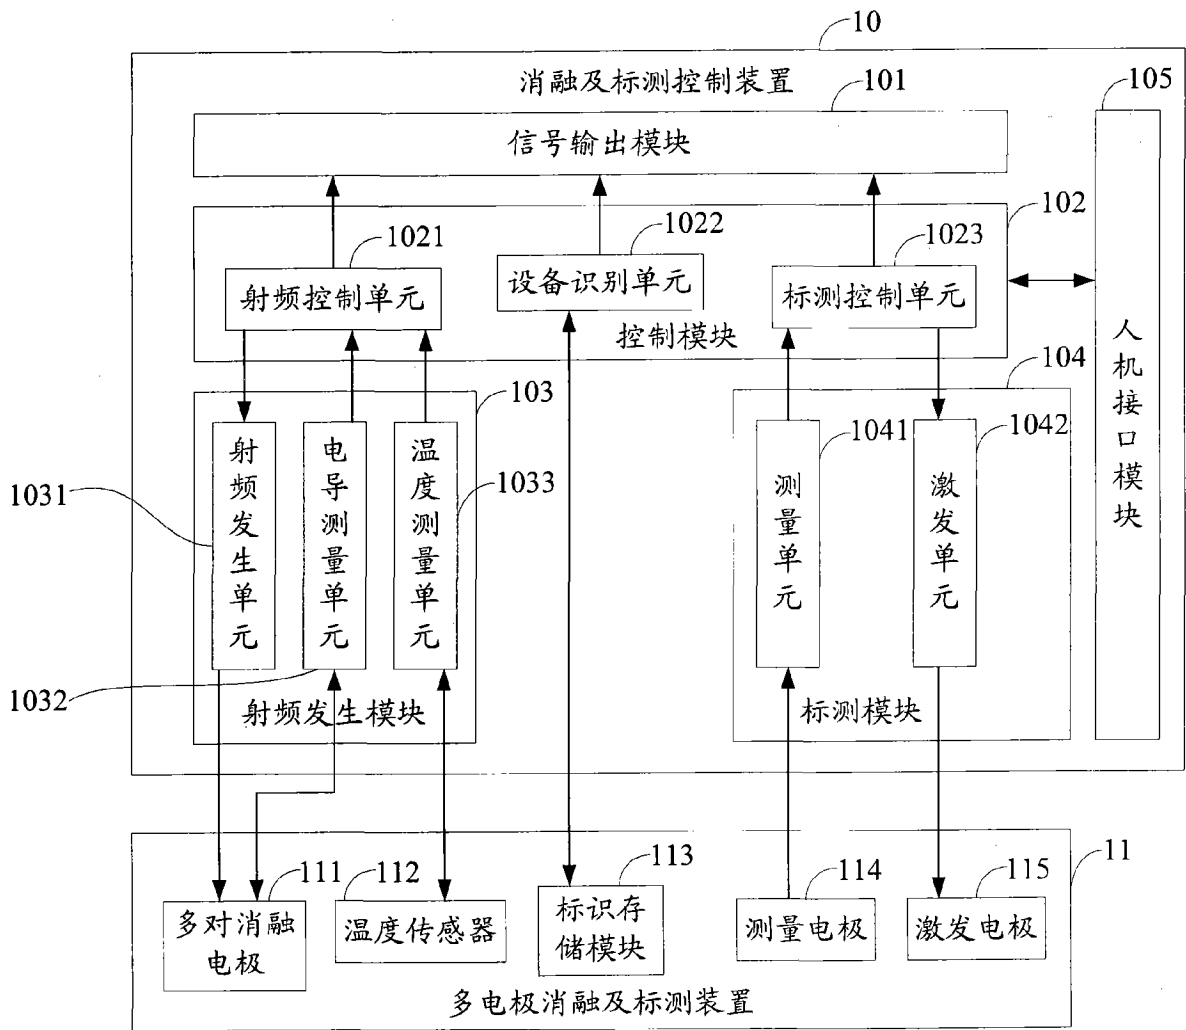 10
消融及标测控制装置
101
105
信号输出模块
102
1021
1022
1023
射频控制单元
设备识别单元
标测控制单元
控制模块
人机接口模块
103
104
射频发生单元
电导测量单元
温度测量单元
1031
1033
1032
射频发生模块
测量单元
1041
激发单元
1042
标测模块
11
111
112
113
114
115
多对消融
电极
温度传感器
标识存
储模块
测量电极
激发电极
多电极消融及标测装置